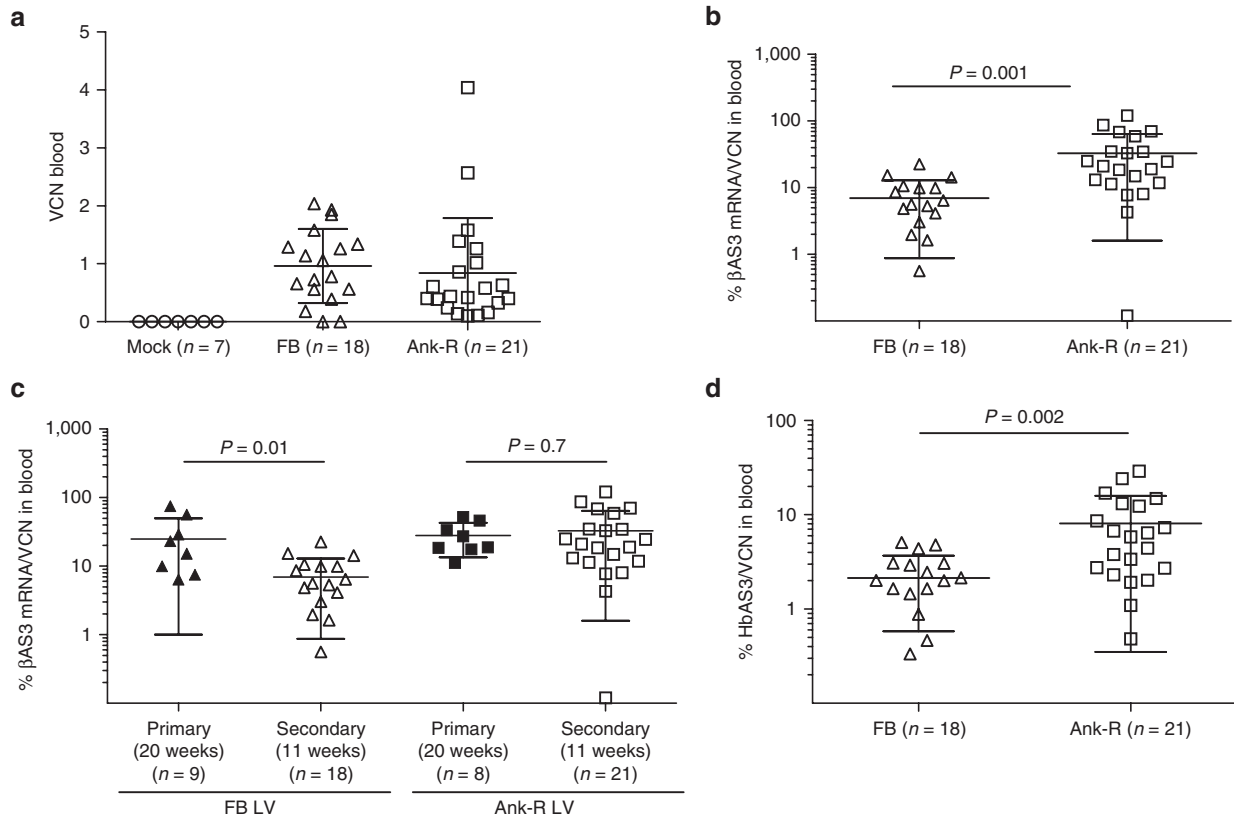 a
5
4
3
2
1
0
VCN blood
Mock (n = 7)
FB (n = 18)
Ank-R (n = 21)
b
1,000
100
10
1
% βAS3 mRNA/VCN in blood
P = 0.001
FB (n = 18)
Ank-R (n = 21)
c
1,000
100
10
1
% βAS3 mRNA/VCN in blood
P = 0.01
P = 0.7
Primary
(20 weeks)
(n = 9)
Secondary
(11 weeks)
(n = 18)
Primary
(20 weeks)
(n = 8)
Secondary
(11 weeks)
(n = 21)
FB LV
Ank-R LV
d
100
10
1
% HbAS3/VCN in blood
P = 0.002
FB (n = 18)
Ank-R (n = 21)